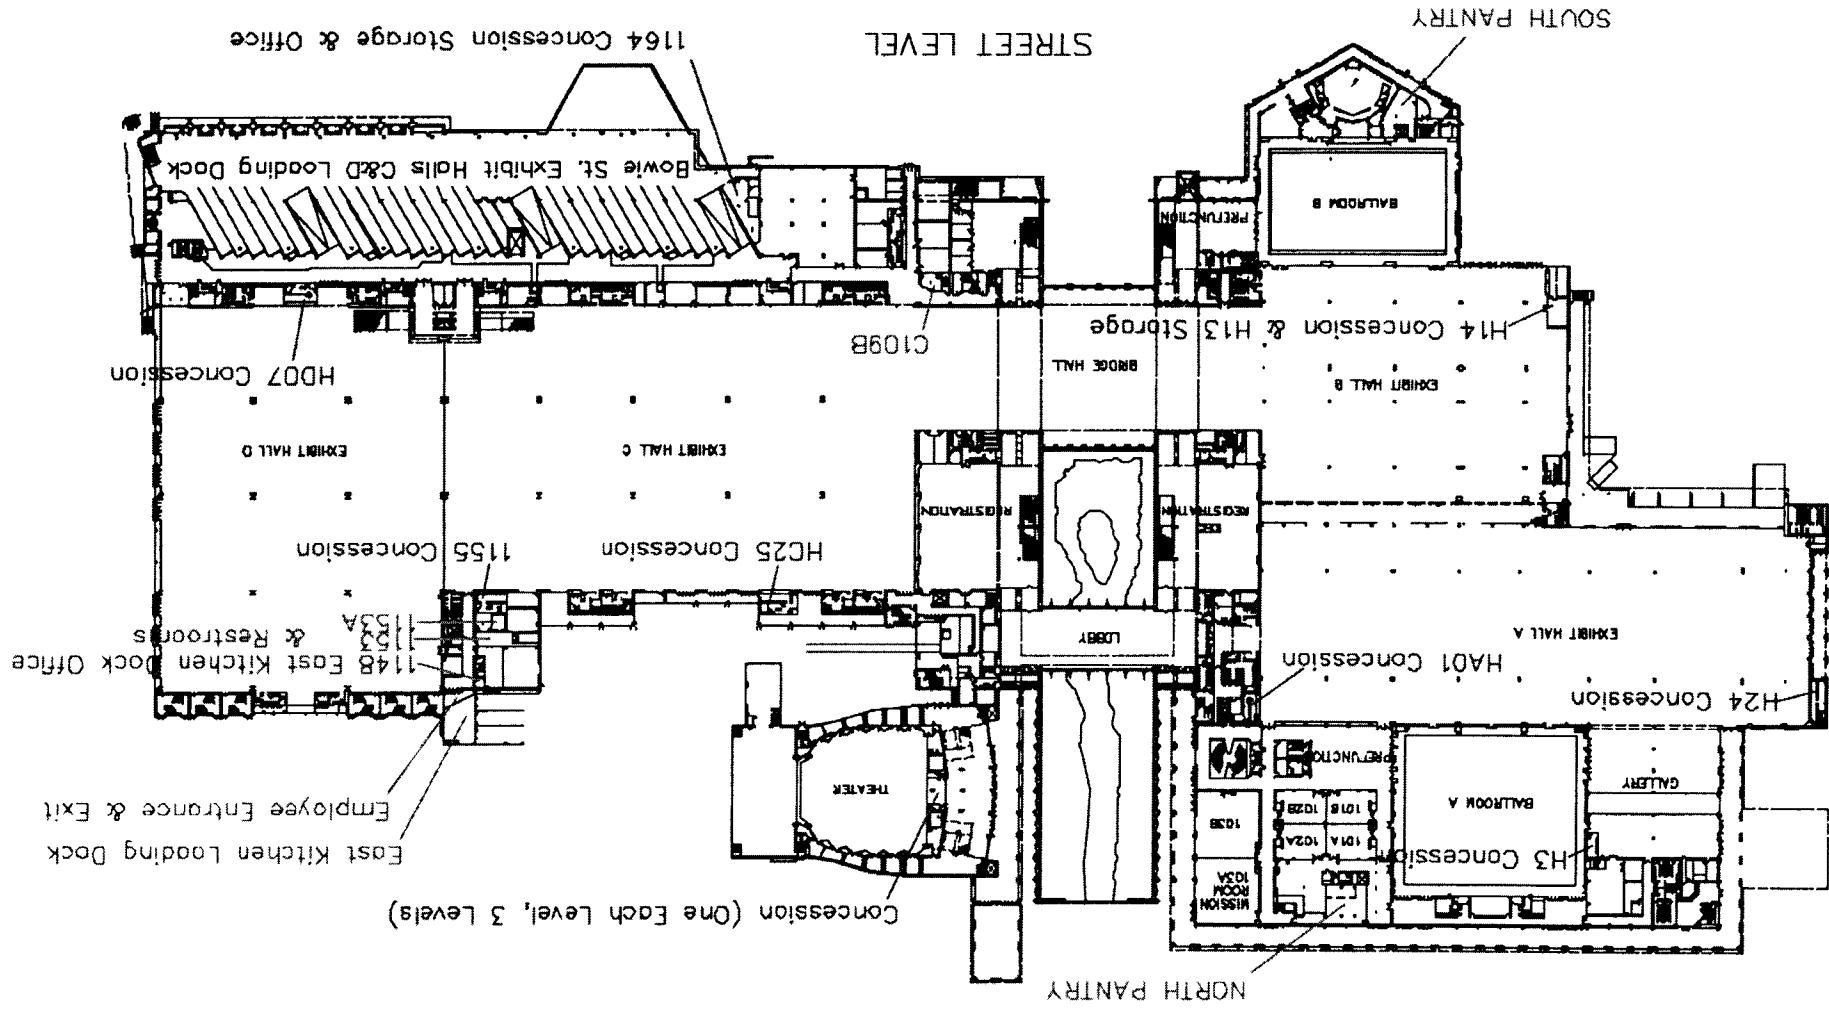 NORTH PANTRY
Concession (One Each Level, 3 Levels)
MISSION
ROOM
103A
H3 Concession
East Kitchen Loading Dock
102A
101A
103B
102B
101B
BALLROOM A
Employee Entrance & Exit
THEATER
GALLERY
PREFUNCTION
H24 Concession
HA01 Concession
1148 East Kitchen Dock Office
& Restrooms
1153
1153A
LOBBY
EXHIBIT HALL A
HC25 Concession
1155 Concession
REGISTRATION
REGISTRATION
EXHIBIT HALL C
EXHIBIT HALL D
EXHIBIT HALL B
BRIDGE HALL
HD07 Concession
C109B
H14 Concession & H13 Storage
PREFUNCTION
BALLROOM B
Bowie St. Exhibit Halls C&D Loading Dock
STREET LEVEL
1164 Concession Storage & Office
SOUTH PANTRY